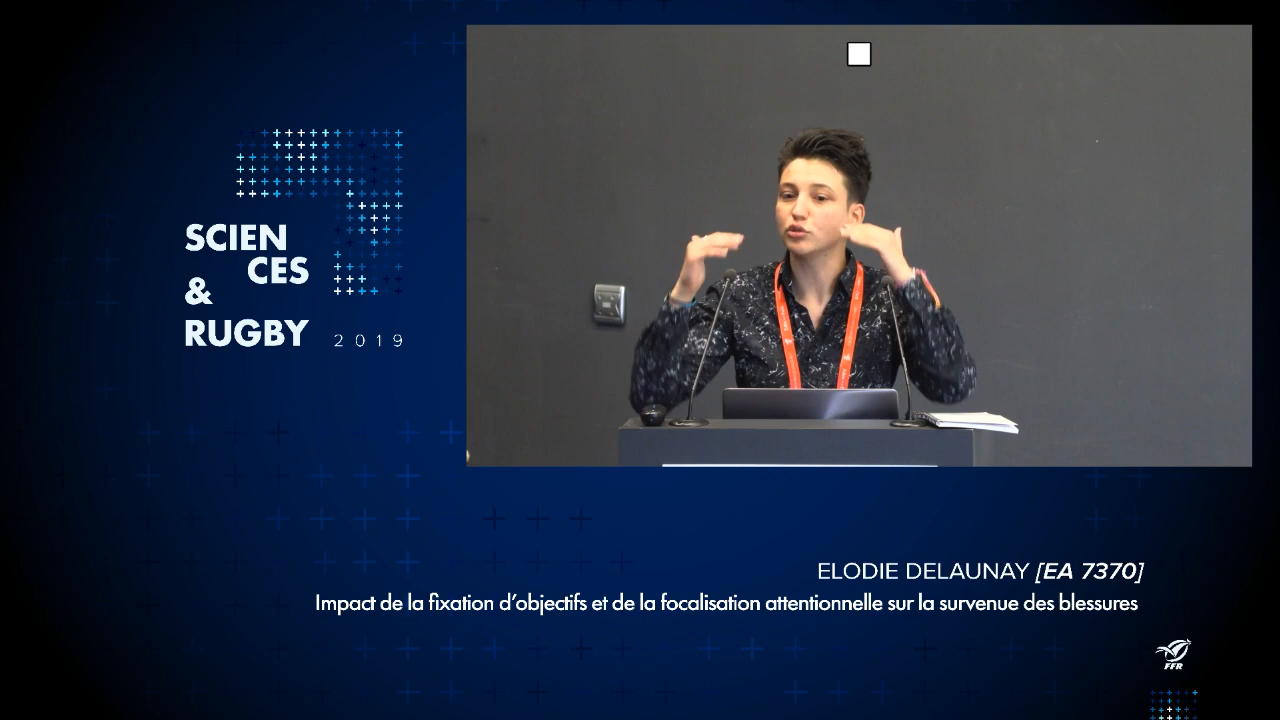 SCIEN
CES
&
RUGBY 2019
ELODIE DELAUNAY [EA 7370]
Impact de la fixation d'objectifs et de la focalisation attentionnelle sur la survenue des blessures
FFR